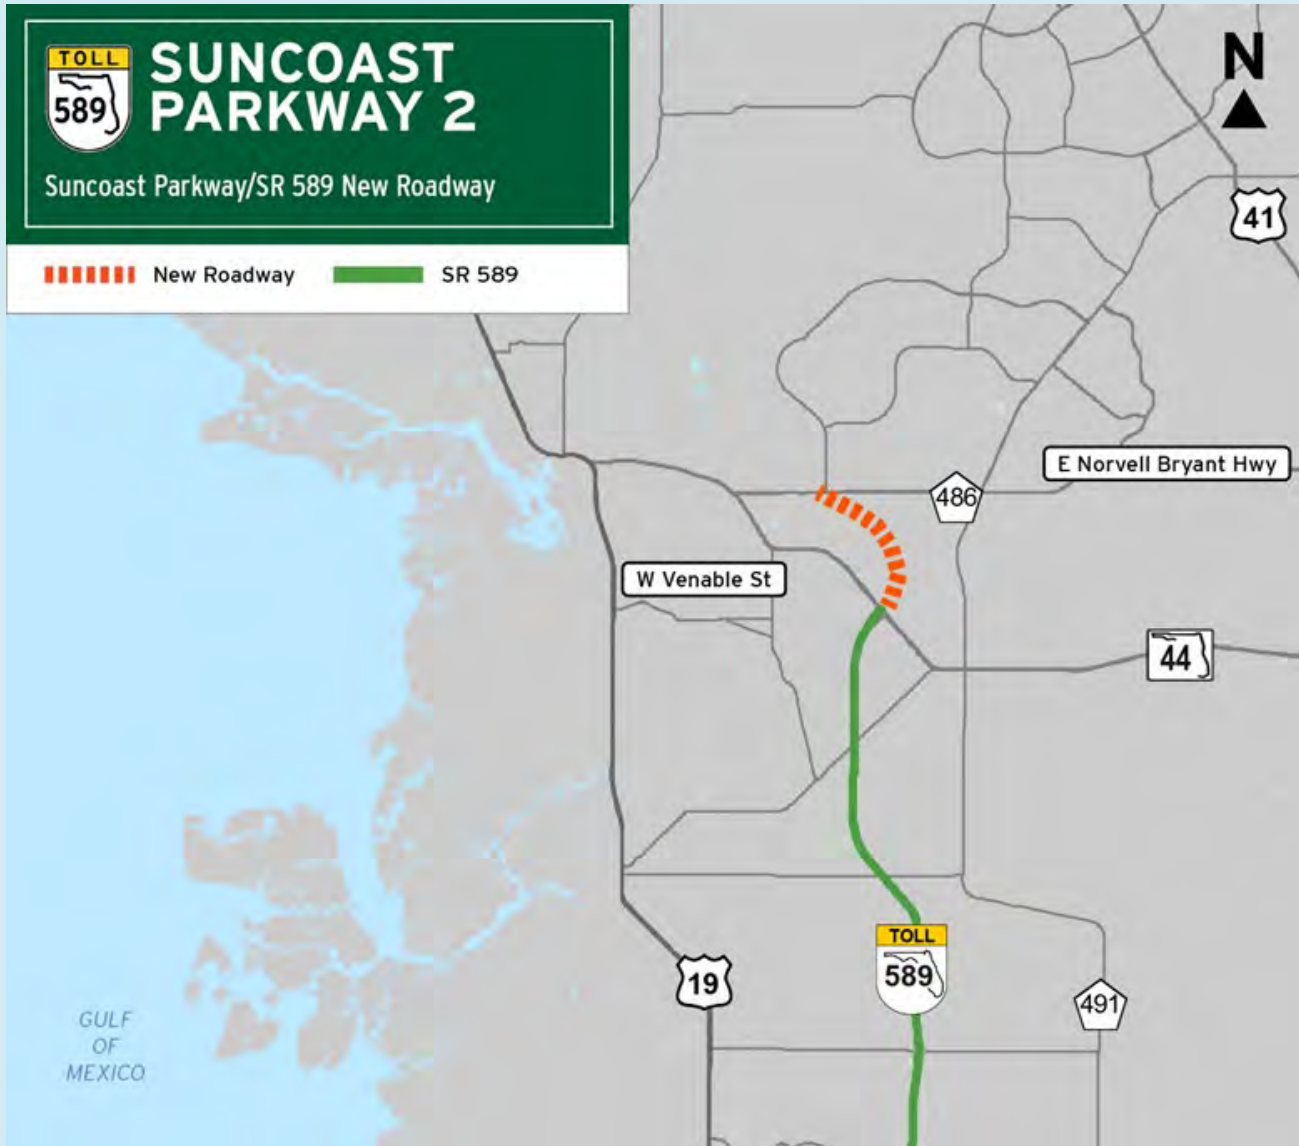 TOLL
589
SUNCOAST
PARKWAY 2
Suncoast Parkway/SR 589 New Roadway
New Roadway
SR 589
N
41
E Norvell Bryant Hwy
486
W Venable St
44
TOLL
589
19
491
GULF
OF
MEXICO